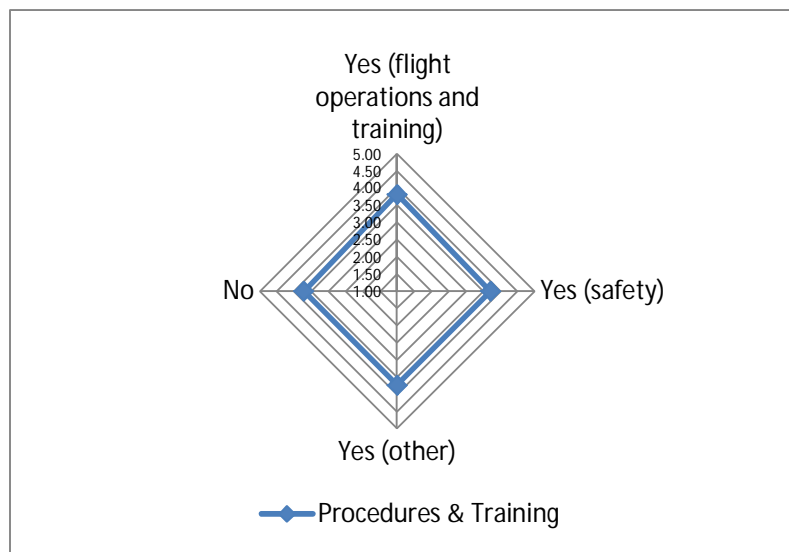 Yes (flight
operations and
training)
5.00
4.50
4.00
3.50
3.00
2.50
2.00
1.50
1.00
No
Yes (safety)
Yes (other)
Procedures & Training